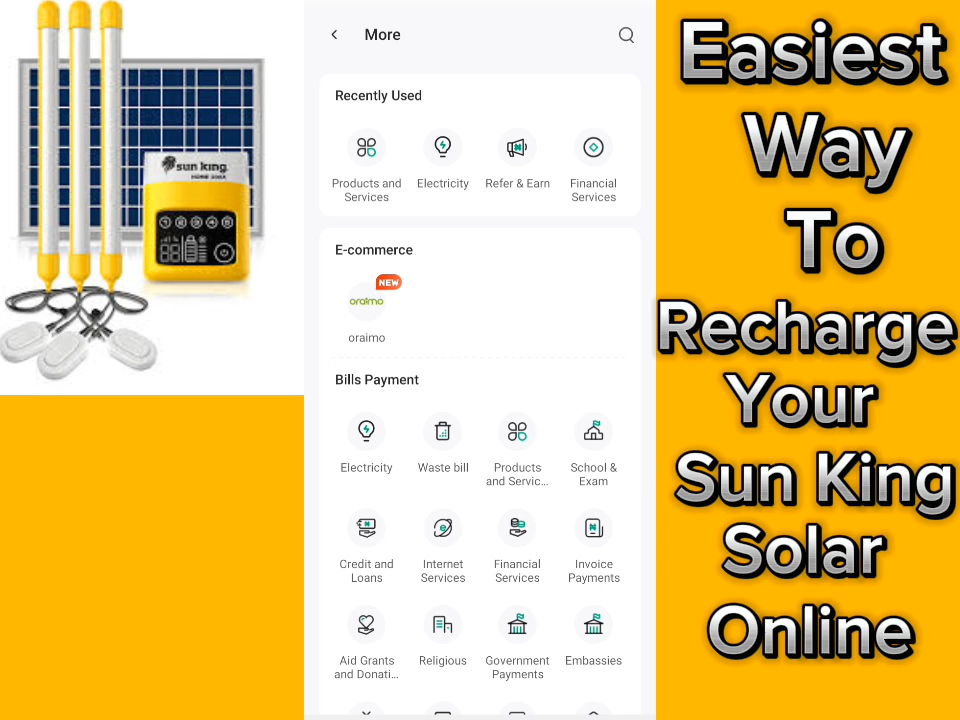 sun king
HOME 500X
More
Recently Used
Products and
Services
Electricity
Refer & Earn
Financial
Services
E-commerce
NEW
oraimo
oraimo
Bills Payment
Electricity
Waste bill
Products
and Servic...
School &
Exam
Credit and
Loans
Internet
Services
Financial
Services
Invoice
Payments
Aid Grants
and Donati...
Religious
Government
Payments
Embassies
Easiest
Way
To
Recharge
Your
Sun King
Solar
Online